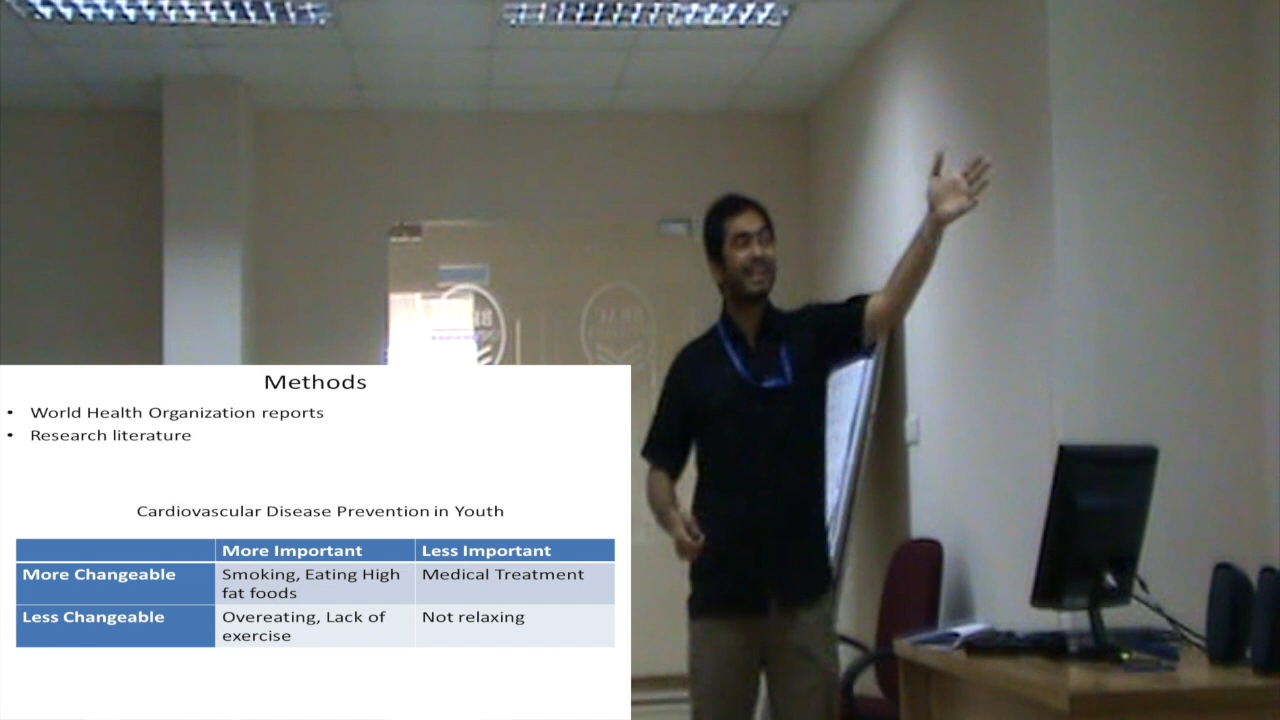 Methods
• World Health Organization reports
• Research literature
Cardiovascular Disease Prevention in Youth
More Important Less Important
More Changeable Smoking, Eating High Medical Treatment
fat foods
Less Changeable Overeating, Lack of Not relaxing
exercise